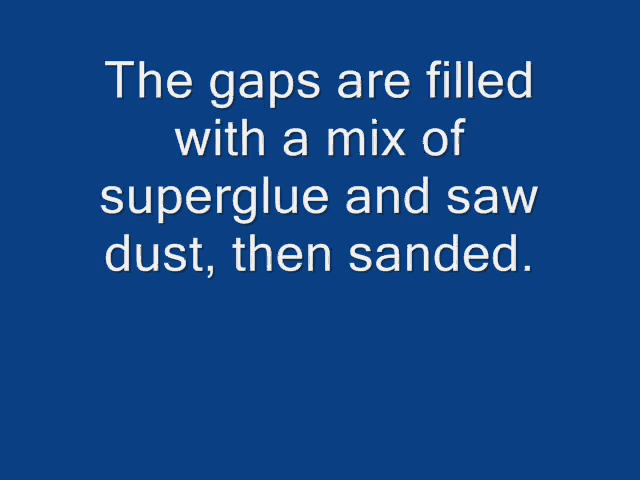 The gaps are filled
with a mix of
superglue and saw
dust, then sanded.